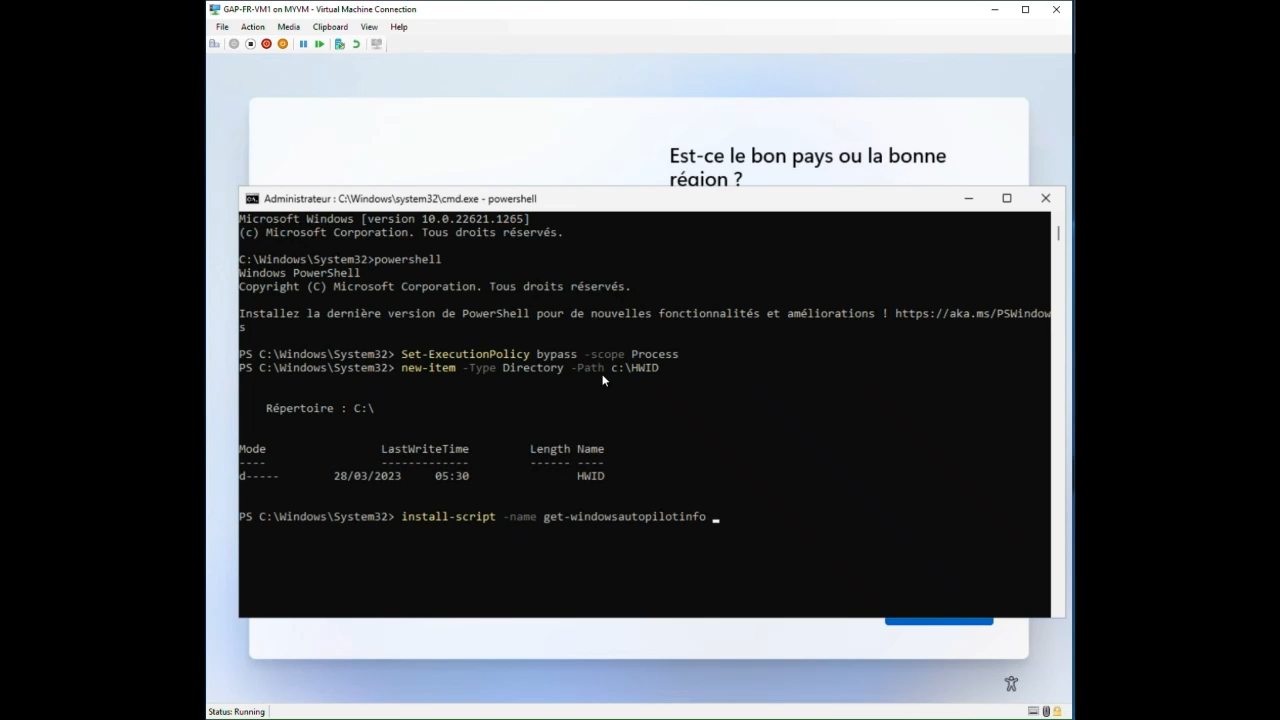 GAP-FR-VM1 on MYVM - Virtual Machine Connection
File Action Media Clipboard View Help
Est-ce le bon pays ou la bonne
région ?
Administrateur : C:\Windows\system32\cmd.exe - powershell
Microsoft Windows [version 10.0.22621.1265]
(c) Microsoft Corporation. Tous droits réservés.
C:\Windows\System32>powershell
Windows PowerShell
Copyright (C) Microsoft Corporation. Tous droits réservés.
Installez la dernière version de PowerShell pour de nouvelles fonctionnalités et améliorations ! https://aka.ms/PSWindow
s
PS C:\Windows\System32> Set-ExecutionPolicy bypass -scope Process
PS C:\Windows\System32> new-item -Type Directory -Path c:\HWID
Répertoire : C:\
Mode LastWriteTime Length Name
---- ------------- ------ ----
d----- 28/03/2023 05:30 HWID
PS C:\Windows\System32> install-script -name get-windowsautopilotinfo
Status: Running